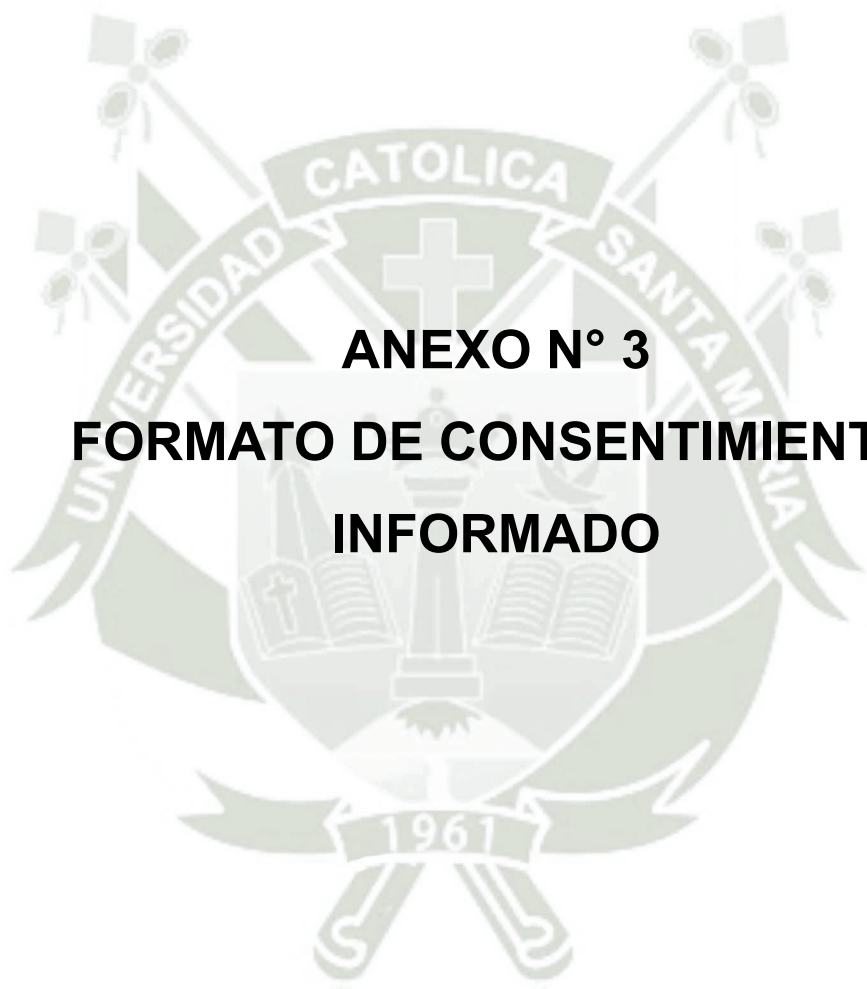 CATOLICA
UNIVERSIDAD
SANTA MARIA
ANEXO N° 3
FORMATO DE CONSENTIMIENT
INFORMADO
1961